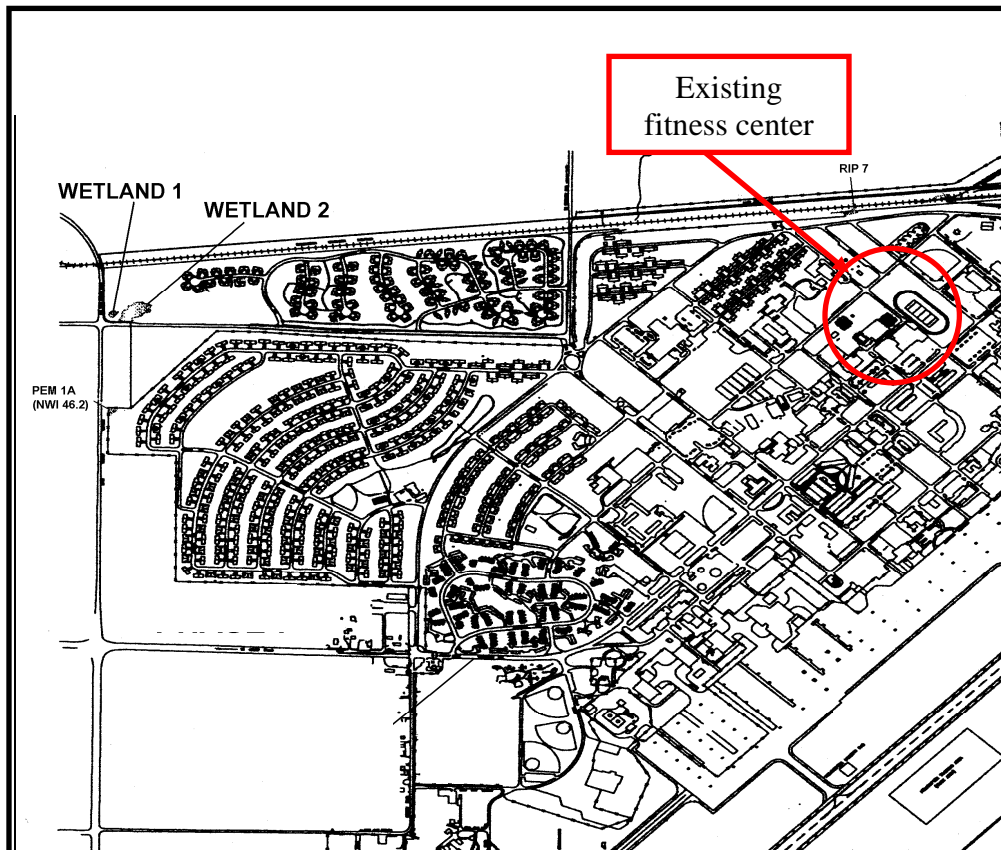 Existing
fitness center
RIP 7
WETLAND 1
WETLAND 2
PEM 1A
(NWI 46.2)